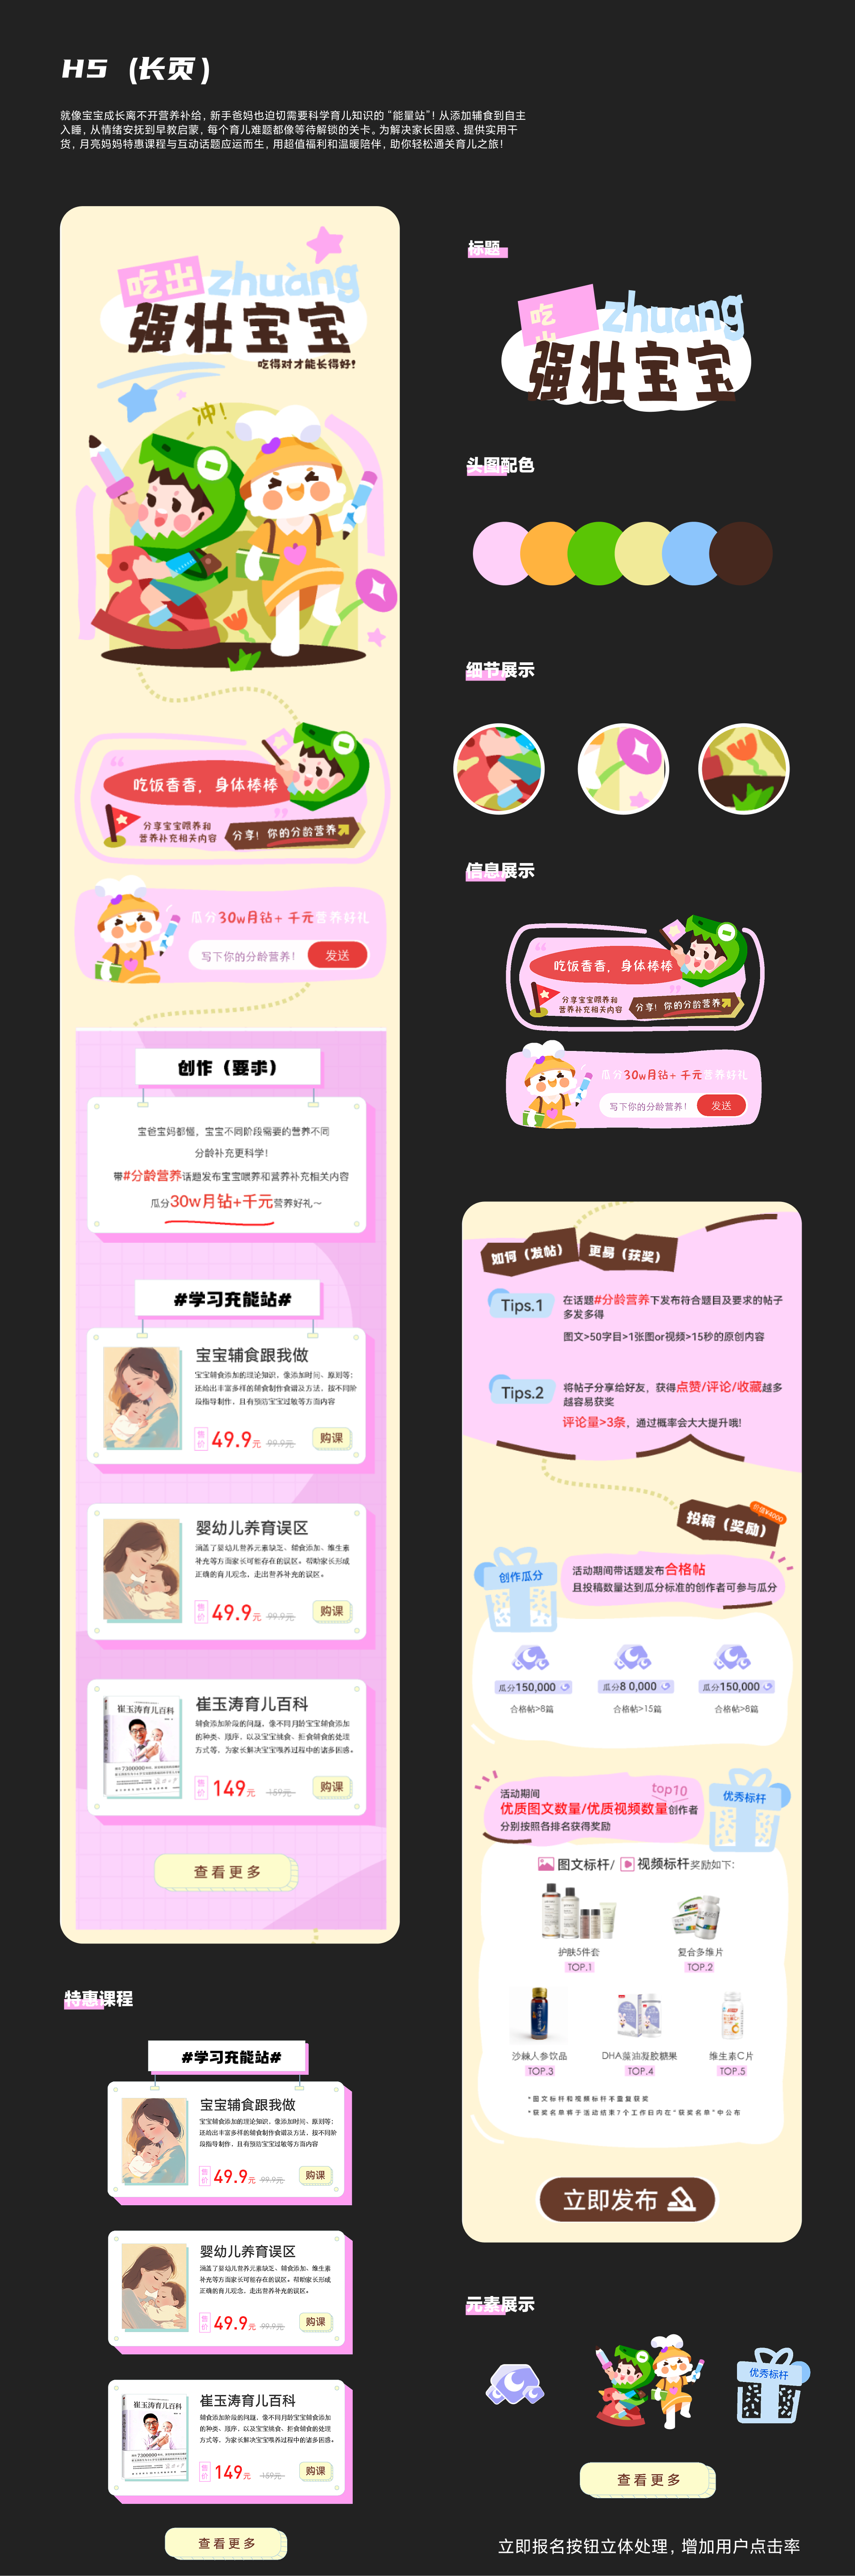 H5（长页）
就像宝宝成长离不开营养补给, 新手爸妈也迫切需要科学育儿知识的 “能量站”! 从添加辅食到自主
入睡, 从情绪安抚到早教启蒙, 每个育儿难题都像等待解锁的关卡。为解决家长困惑、提供实用干
货, 月亮妈妈特惠课程与互动话题应运而生, 用超值福利和温暖陪伴, 助你轻松通关育儿之旅!
吃出 zhuàng
强壮宝宝
吃得对才能长得好!
冲!
吃饭香香，身体棒棒
分享宝宝喂养和
营养补充相关内容
分享! 你的分龄营养
瓜分30w月钻+ 千元营养好礼
写下你的分龄营养!
发送
创作（要求）
宝爸宝妈都懂，宝宝不同阶段需要的营养不同
分龄补充更科学!
带#分龄营养话题发布宝宝喂养和营养补充相关内容
瓜分30w月钻+千元营养好礼~
#学习充能站#
宝宝辅食跟我做
宝宝辅食添加的理论知识，像添加时间、原则等；
还给出丰富多样的辅食制作食谱及方法，按不同阶
段指导制作，且有预防宝宝过敏等方面内容
售价 49.9元 99.9元 购课
婴幼儿养育误区
涵盖了婴幼儿营养元素缺乏、辅食添加、维生素
补充等方面家长可能存在的误区。帮助家长形成
正确的育儿观念，走出营养补充的误区。
售价 49.9元 99.9元 购课
崔玉涛育儿百科
崔玉涛育儿百科
辅食添加阶段的问题，像不同月龄宝宝辅食添加
的种类、顺序，以及宝宝挑食、拒食辅食的处理
方式等，为家长解决宝宝喂养过程中的诸多困惑。
售价 149元 159元 购课
查看更多
特惠课程
#学习充能站#
宝宝辅食跟我做
宝宝辅食添加的理论知识，像添加时间、原则等；
还给出丰富多样的辅食制作食谱及方法，按不同阶
段指导制作，且有预防宝宝过敏等方面内容
售价 49.9元 99.9元 购课
婴幼儿养育误区
涵盖了婴幼儿营养元素缺乏、辅食添加、维生素
补充等方面家长可能存在的误区。帮助家长形成
正确的育儿观念，走出营养补充的误区。
售价 49.9元 99.9元 购课
崔玉涛育儿百科
崔玉涛育儿百科
辅食添加阶段的问题，像不同月龄宝宝辅食添加
的种类、顺序，以及宝宝挑食、拒食辅食的处理
方式等，为家长解决宝宝喂养过程中的诸多困惑。
售价 149元 159元 购课
查看更多
标题
吃
zhuang
强壮宝宝
头图配色
细节展示
信息展示
吃饭香香，身体棒棒
分享宝宝喂养和
营养补充相关内容
分享! 你的分龄营养
瓜分30w月钻+ 千元营养好礼
写下你的分龄营养!
发送
如何（发帖） 更易（获奖）
Tips.1
在话题#分龄营养下发布符合题目及要求的帖子
多发多得
图文>50字目>1张图or视频>15秒的原创内容
Tips.2
将帖子分享给好友，获得点赞/评论/收藏越多
越容易获奖
评论量>3条，通过概率会大大提升哦!
投稿（奖励）
价值¥4000
创作瓜分
活动期间带话题发布合格帖
且投稿数量达到瓜分标准的创作者可参与瓜分
瓜分150,000 瓜分8 0,000 瓜分150,000
合格帖>8篇 合格帖>15篇 合格帖>8篇
活动期间
top10
优质图文数量/优质视频数量创作者
分别按照各排名获得奖励
优秀标杆
图文标杆/ 视频标杆奖励如下:
护肤5件套 复合多维片
TOP.1 TOP.2
沙棘人参饮品 DHA藻油凝胶糖果 维生素C片
TOP.3 TOP.4 TOP.5
*图文标杆和视频标杆不重复获奖
*获奖名单将于活动结束7个工作日内在“获奖名单”中公布
立即发布
元素展示
优秀标杆
查看更多
立即报名按钮立体处理, 增加用户点击率